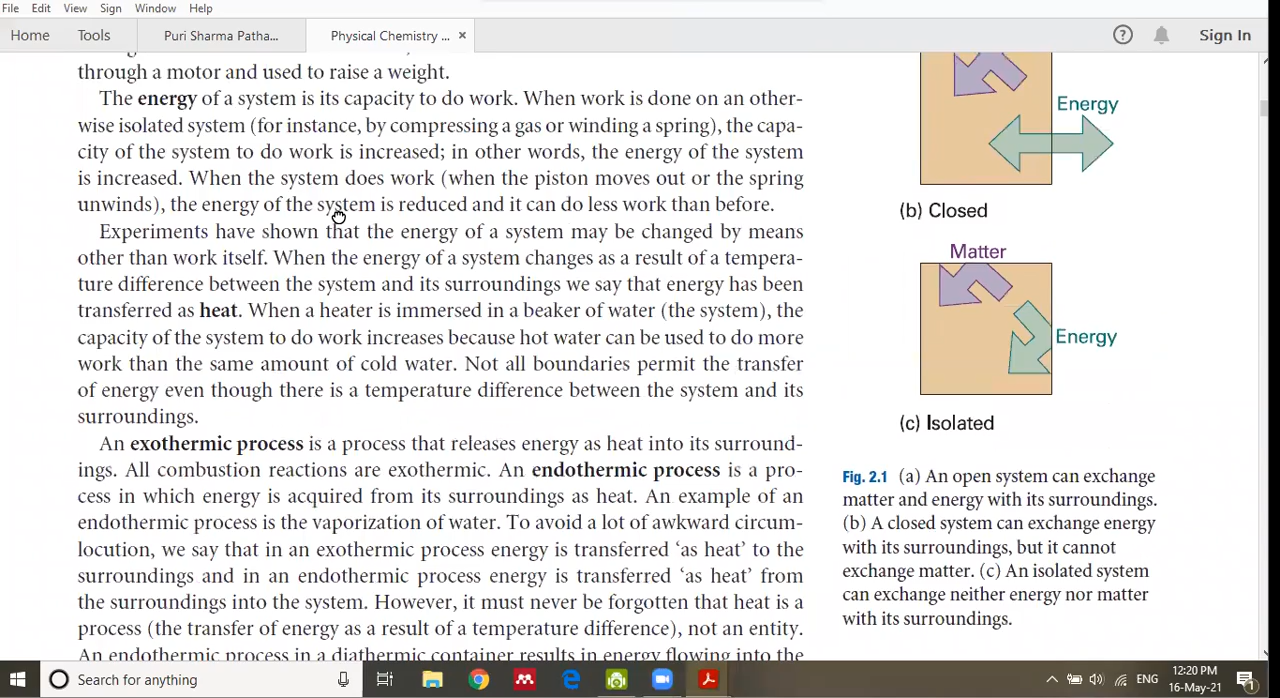 File Edit View Sign Window Help
Home Tools Puri Sharma Patha... Physical Chemistry ... × ? Sign In
through a motor and used to raise a weight.
The energy of a system is its capacity to do work. When work is done on an other-
wise isolated system (for instance, by compressing a gas or winding a spring), the capa-
city of the system to do work is increased; in other words, the energy of the system
is increased. When the system does work (when the piston moves out or the spring
unwinds), the energy of the system is reduced and it can do less work than before.
Experiments have shown that the energy of a system may be changed by means
other than work itself. When the energy of a system changes as a result of a tempera-
ture difference between the system and its surroundings we say that energy has been
transferred as heat. When a heater is immersed in a beaker of water (the system), the
capacity of the system to do work increases because hot water can be used to do more
work than the same amount of cold water. Not all boundaries permit the transfer
of energy even though there is a temperature difference between the system and its
surroundings.
An exothermic process is a process that releases energy as heat into its surround-
ings. All combustion reactions are exothermic. An endothermic process is a pro-
cess in which energy is acquired from its surroundings as heat. An example of an
endothermic process is the vaporization of water. To avoid a lot of awkward circum-
locution, we say that in an exothermic process energy is transferred ‘as heat’ to the
surroundings and in an endothermic process energy is transferred ‘as heat’ from
the surroundings into the system. However, it must never be forgotten that heat is a
process (the transfer of energy as a result of a temperature difference), not an entity.
An endothermic process in a diathermic container results in energy flowing into the
Energy
(b) Closed
Matter
Energy
(c) Isolated
Fig. 2.1 (a) An open system can exchange
matter and energy with its surroundings.
(b) A closed system can exchange energy
with its surroundings, but it cannot
exchange matter. (c) An isolated system
can exchange neither energy nor matter
with its surroundings.
Type here to search
ENG
12:20 PM
16-May-21
1